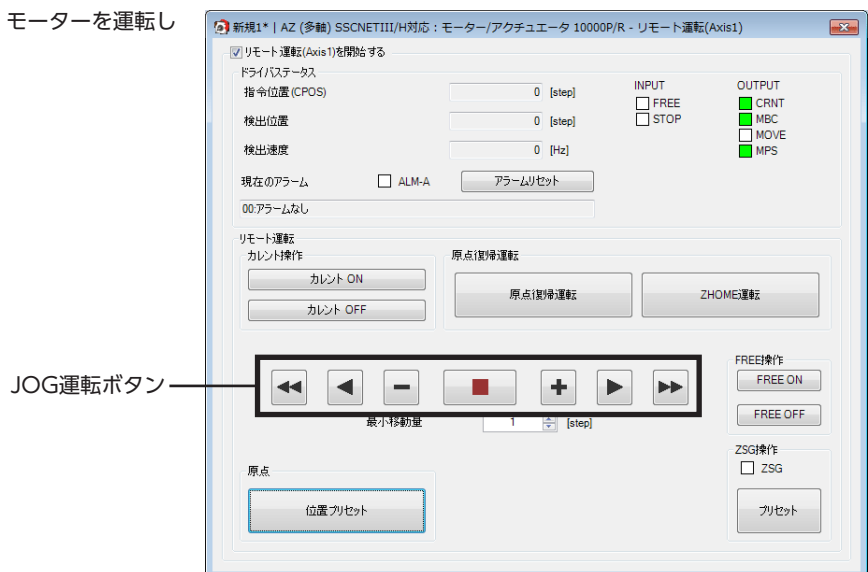 モーターを運転し
新規1* | AZ (多軸) SSCNETIII/H対応：モーター/アクチュエータ 10000P/R - リモート運転(Axis1)
リモート運転(Axis1)を開始する
ドライバステータス
指令位置(CPOS) 0 [step]
検出位置 0 [step]
検出速度 0 [Hz]
INPUT
FREE
STOP
OUTPUT
CRNT
MBC
MOVE
MPS
現在のアラーム ALM-A アラームリセット
00:アラームなし
リモート運転
カレント操作
カレント ON
カレント OFF
原点復帰運転
原点復帰運転 ZHOME運転
JOG運転ボタン
最小移動量 1 [step]
FREE操作
FREE ON
FREE OFF
原点
位置プリセット
ZSG操作
ZSG
プリセット